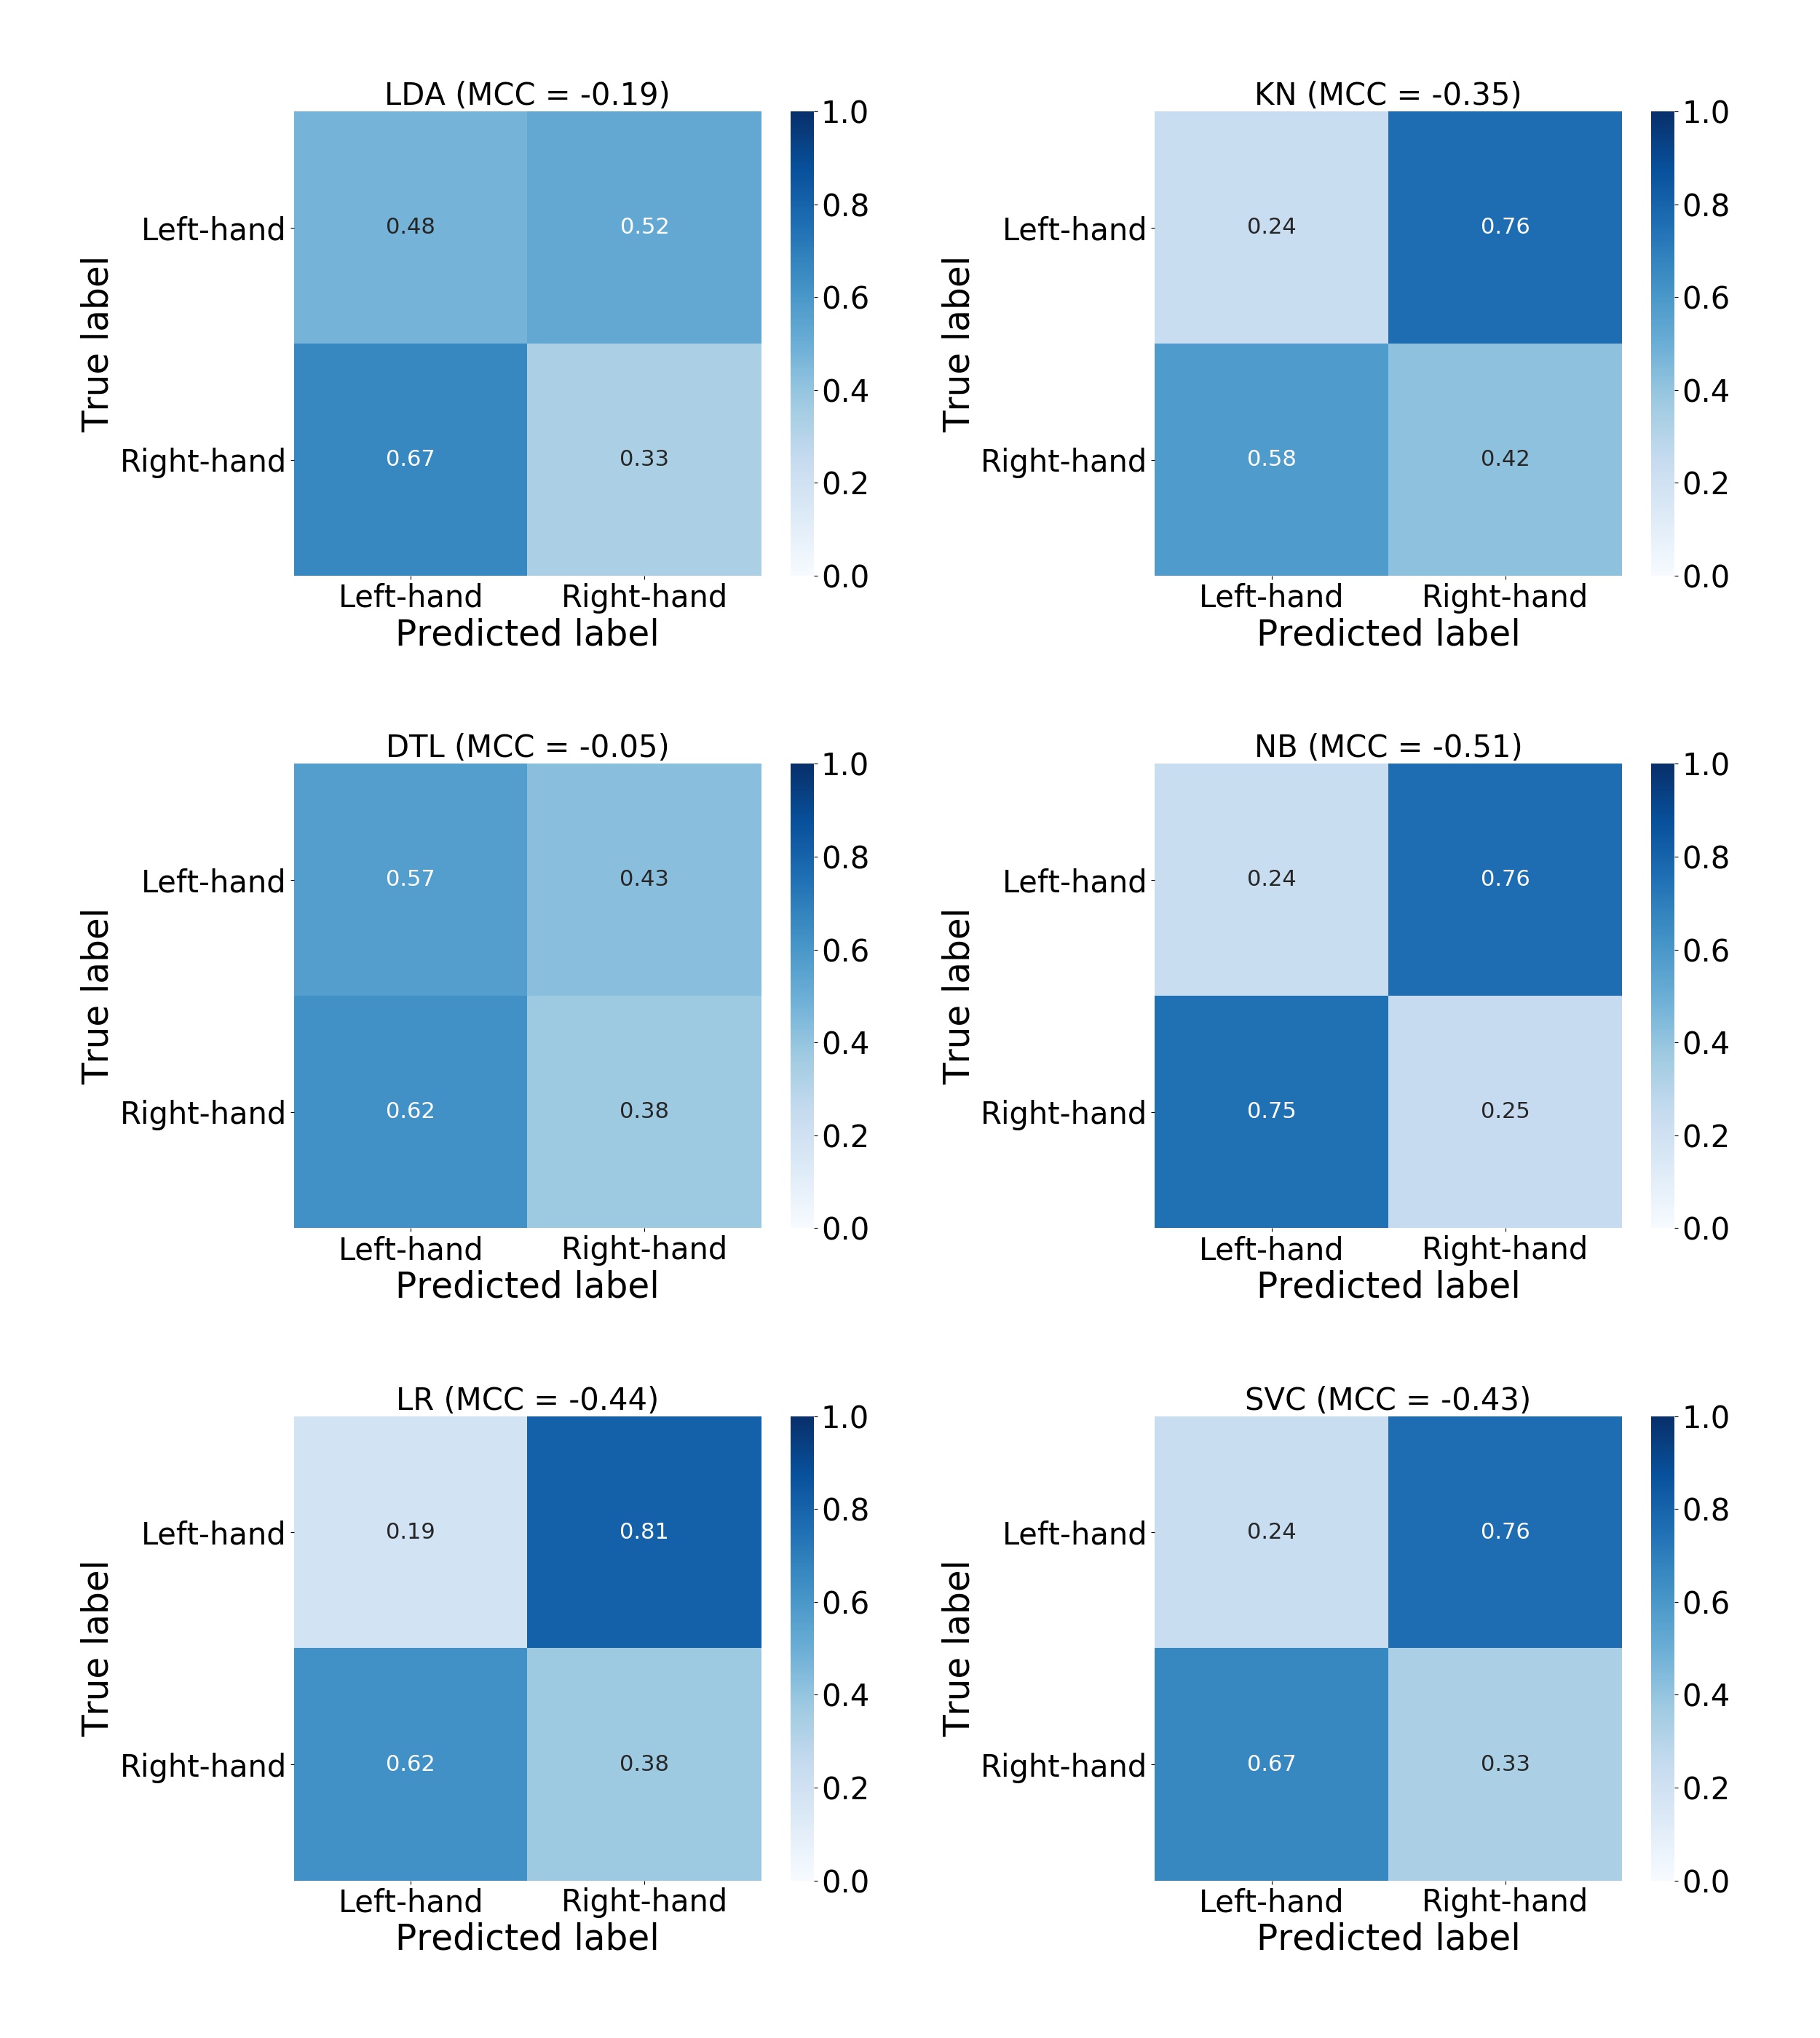 LDA (MCC = -0.19)
True label
Left-hand
0.48 0.52
Right-hand
0.67 0.33
Left-hand Right-hand
Predicted label
1.0
0.8
0.6
0.4
0.2
0.0
KN (MCC = -0.35)
True label
Left-hand
0.24 0.76
Right-hand
0.58 0.42
Left-hand Right-hand
Predicted label
1.0
0.8
0.6
0.4
0.2
0.0
DTL (MCC = -0.05)
True label
Left-hand
0.57 0.43
Right-hand
0.62 0.38
Left-hand Right-hand
Predicted label
1.0
0.8
0.6
0.4
0.2
0.0
NB (MCC = -0.51)
True label
Left-hand
0.24 0.76
Right-hand
0.75 0.25
Left-hand Right-hand
Predicted label
1.0
0.8
0.6
0.4
0.2
0.0
LR (MCC = -0.44)
True label
Left-hand
0.19 0.81
Right-hand
0.62 0.38
Left-hand Right-hand
Predicted label
1.0
0.8
0.6
0.4
0.2
0.0
SVC (MCC = -0.43)
True label
Left-hand
0.24 0.76
Right-hand
0.67 0.33
Left-hand Right-hand
Predicted label
1.0
0.8
0.6
0.4
0.2
0.0